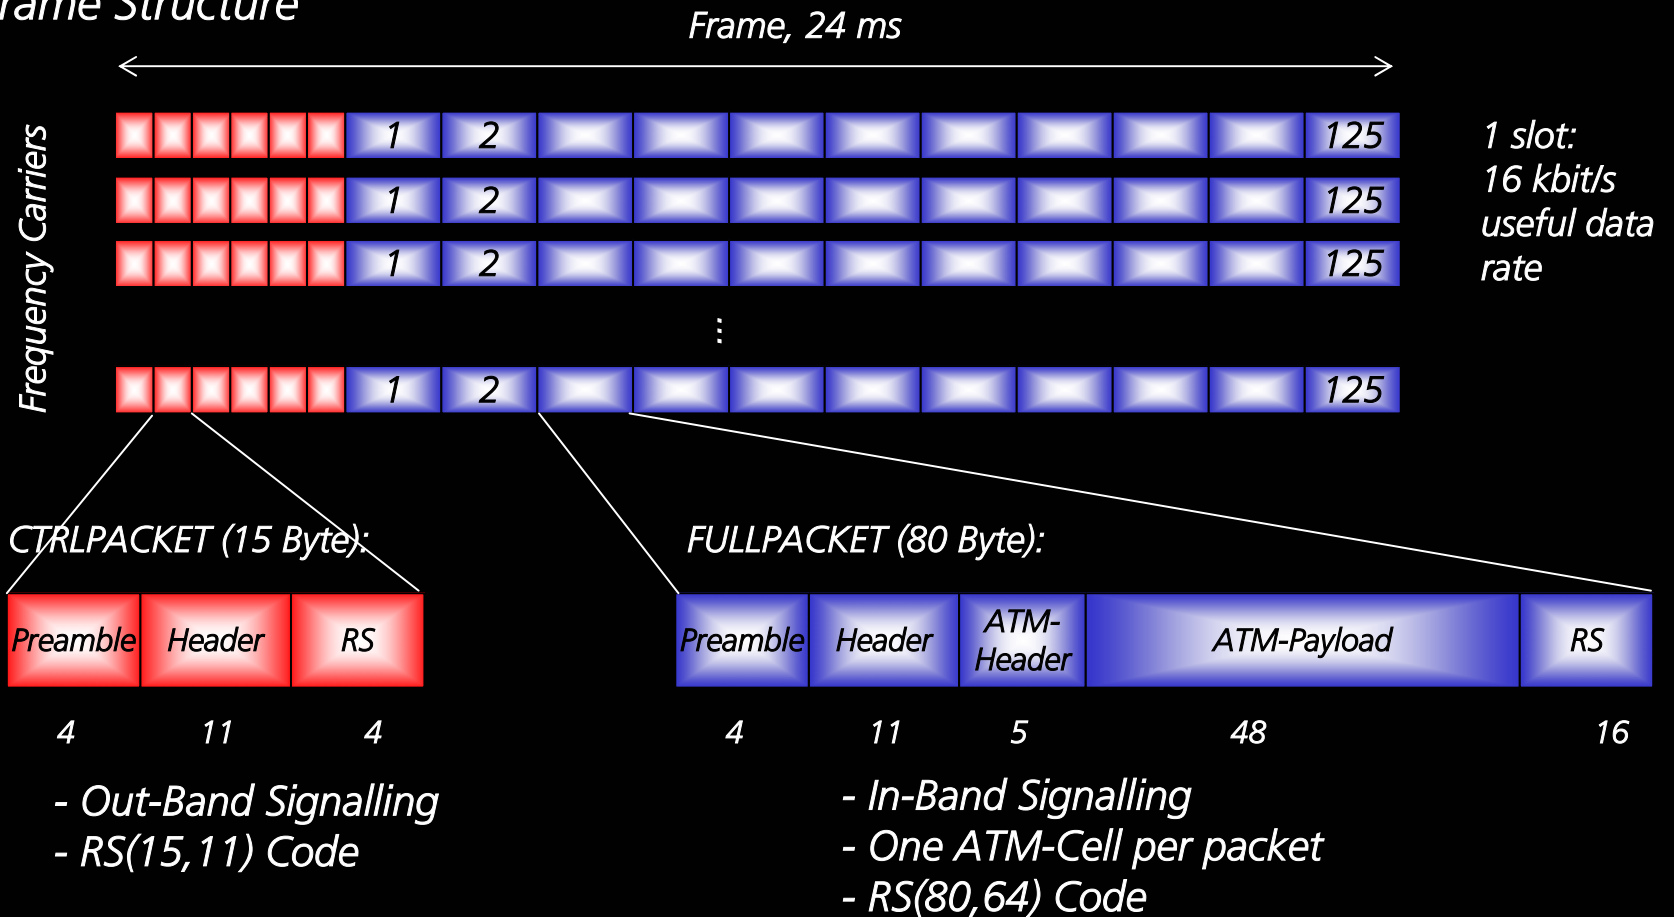 rame Structure
Frame, 24 ms
Frequency Carriers
1 2 125
1 2 125
1 2 125
...
1 2 125
1 slot:
16 kbit/s
useful data
rate
CTRLPACKET (15 Byte):
Preamble Header RS
4 11 4
- Out-Band Signalling
- RS(15,11) Code
FULLPACKET (80 Byte):
Preamble Header ATM-
Header ATM-Payload RS
4 11 5 48 16
- In-Band Signalling
- One ATM-Cell per packet
- RS(80,64) Code